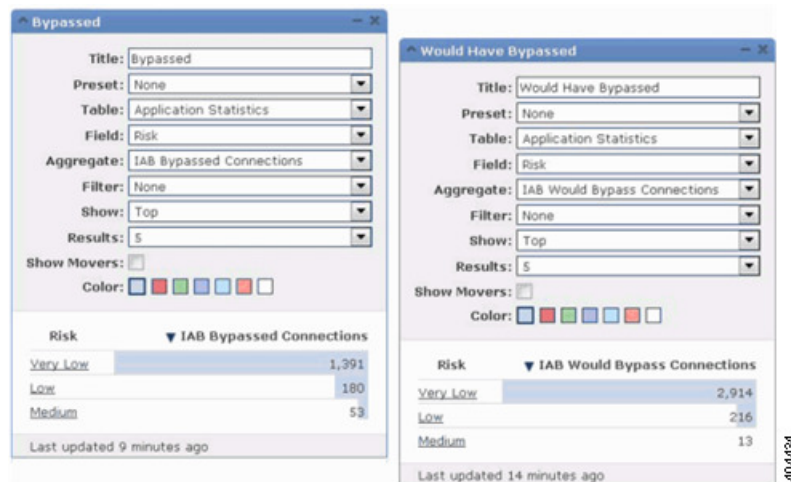 Bypassed
Title: Bypassed
Preset: None
Table: Application Statistics
Field: Risk
Aggregate: IAB Bypassed Connections
Filter: None
Show: Top
Results: 5
Show Movers:
Color:
Risk ▼ IAB Bypassed Connections
Very Low 1,391
Low 180
Medium 53
Last updated 9 minutes ago
Would Have Bypassed
Title: Would Have Bypassed
Preset: None
Table: Application Statistics
Field: Risk
Aggregate: IAB Would Bypass Connections
Filter: None
Show: Top
Results: 5
Show Movers:
Color:
Risk ▼ IAB Would Bypass Connections
Very Low 2,914
Low 216
Medium 13
Last updated 14 minutes ago
404434